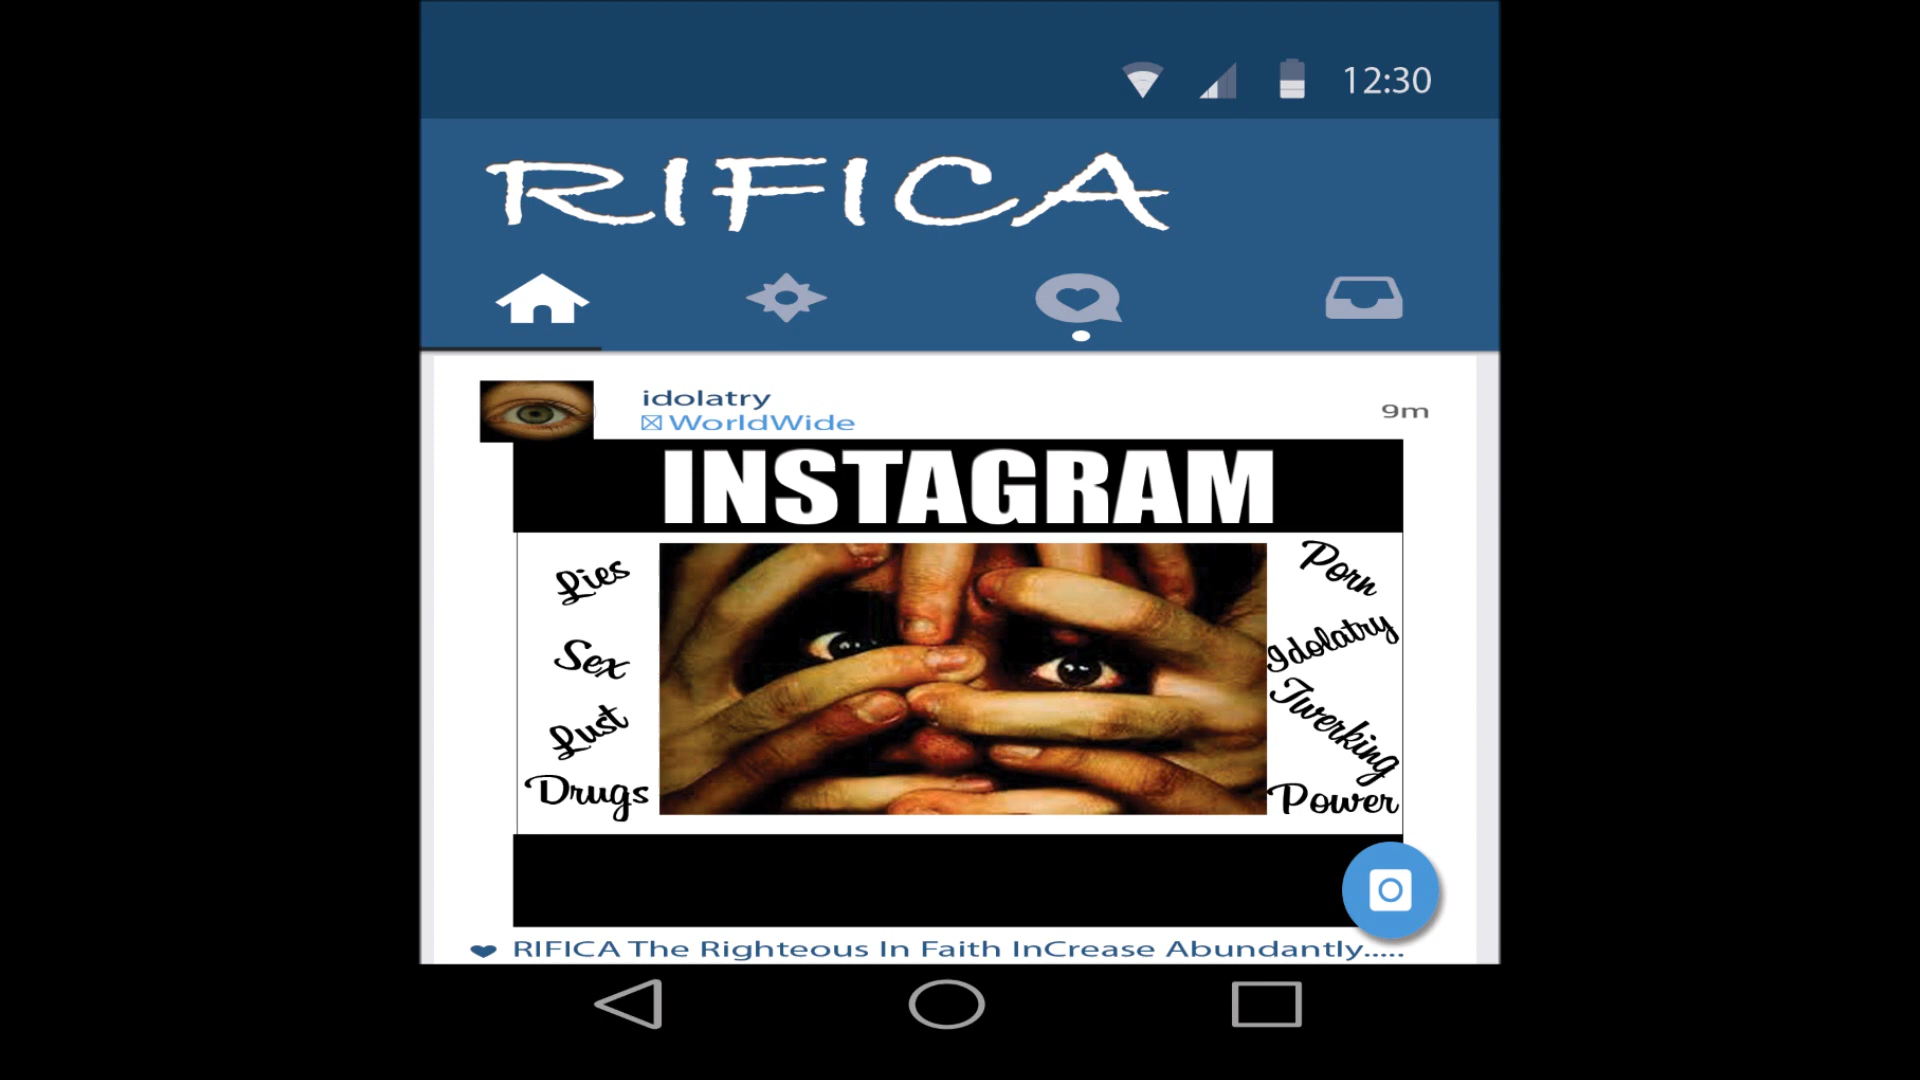 12:30
RIFICA
idolatry
WorldWide
9m
INSTAGRAM
Lies
Sex
Lust
Drugs
Porn
Idolatry
Twerking
Power
RIFICA The Righteous In Faith InCrease Abundantly.....